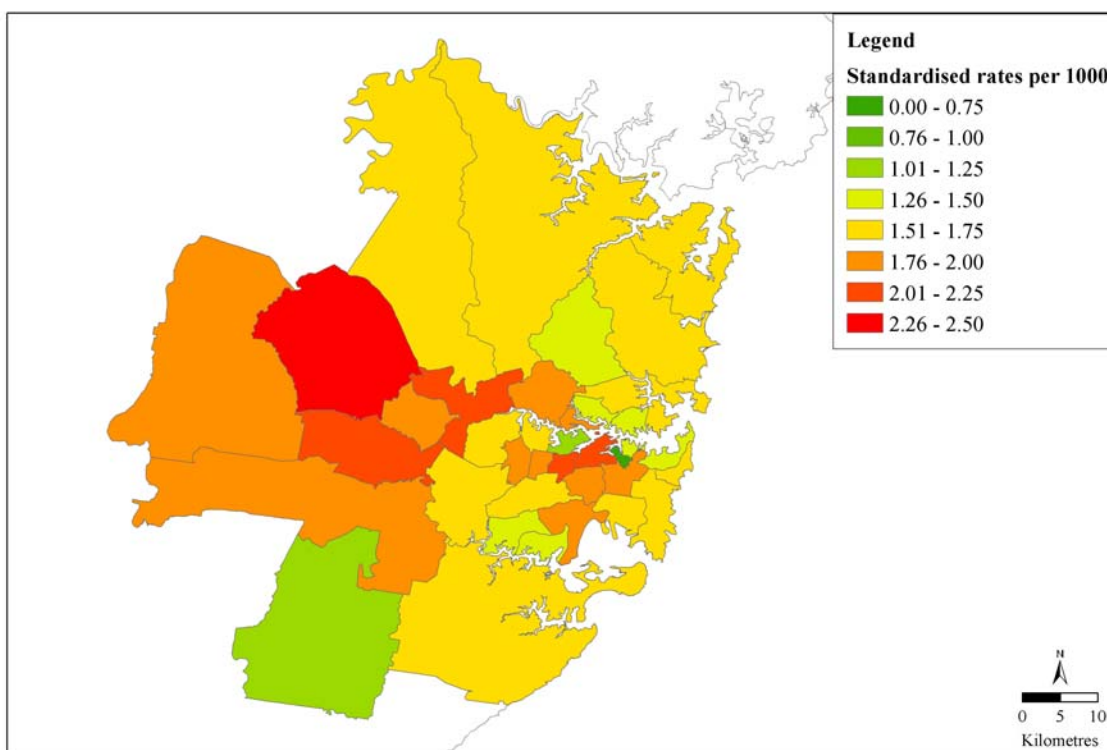 Legend
Standardised rates per 1000
0.00 - 0.75
0.76 - 1.00
1.01 - 1.25
1.26 - 1.50
1.51 - 1.75
1.76 - 2.00
2.01 - 2.25
2.26 - 2.50
N
0 5 10
Kilometres